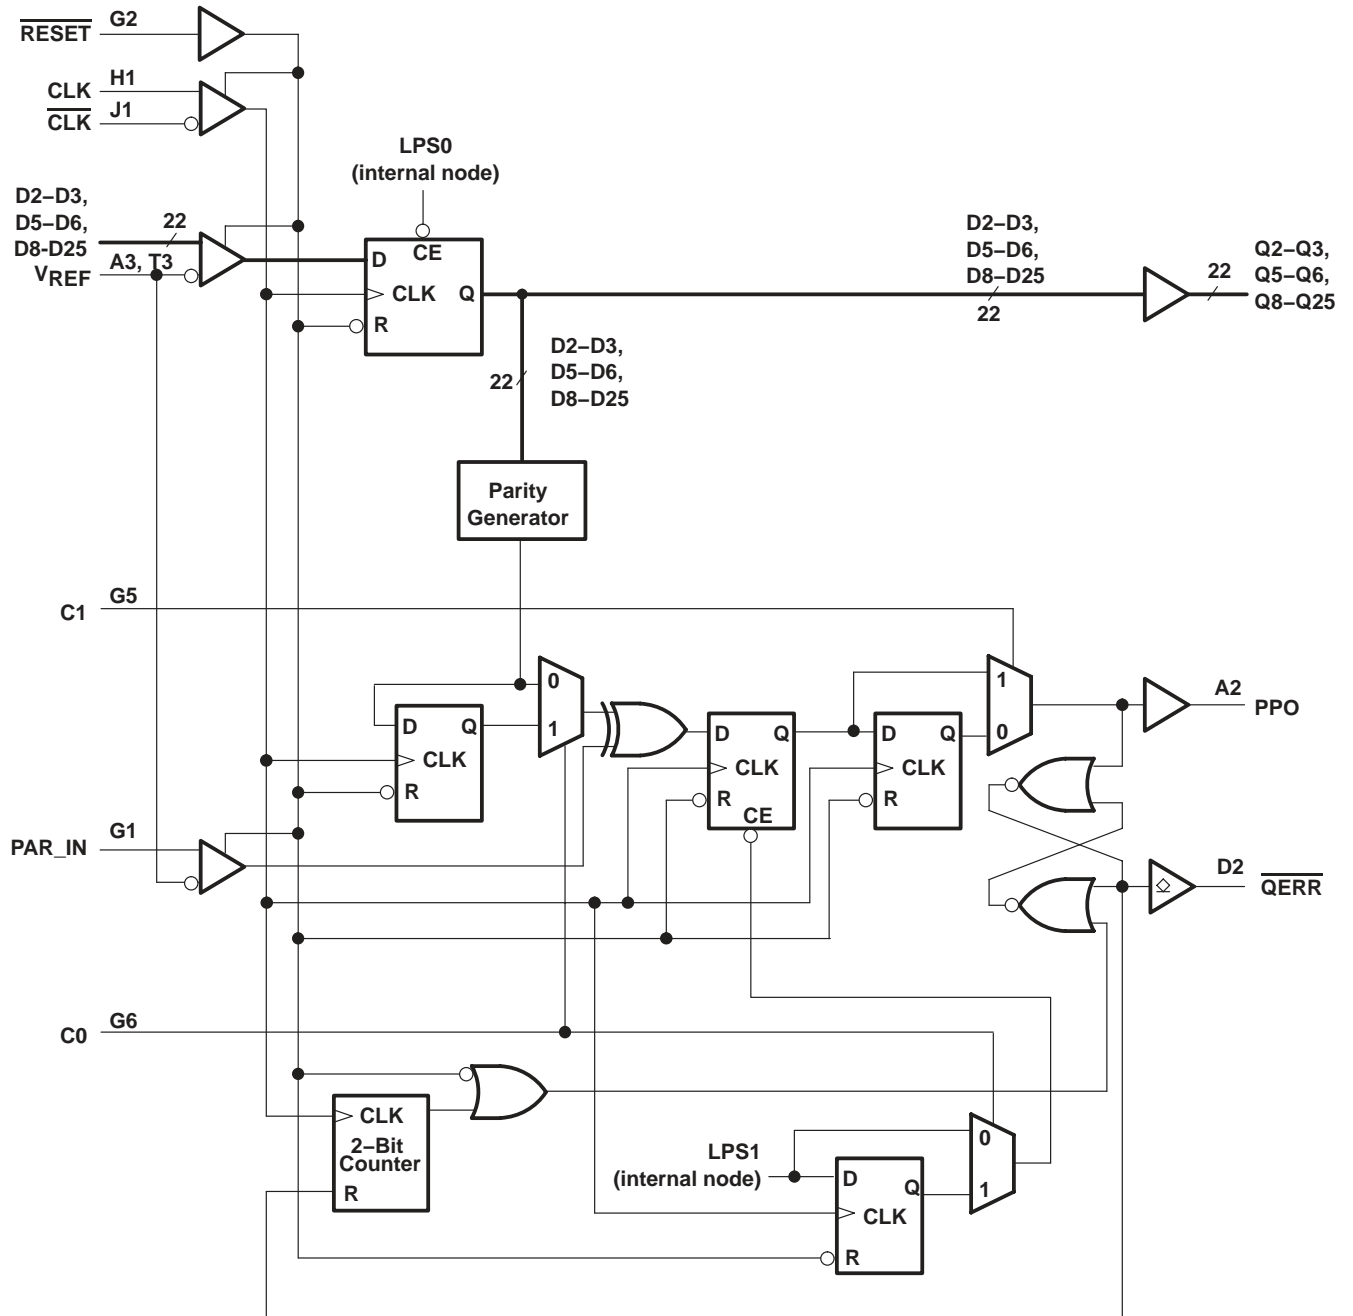 RESET G2
CLK H1
CLK J1
LPS0
(internal node)
D2–D3,
D5–D6,
D8-D25
22
VREF A3, T3
D CE
CLK Q
R
D2–D3,
D5–D6,
D8–D25
22
22
Q2–Q3,
Q5–Q6,
Q8–Q25
D2–D3,
D5–D6,
D8–D25
22
Parity
Generator
C1 G5
0
1
D Q
CLK
R
D Q
CLK
R
CE
D Q
CLK
R
1
0
A2 PPO
PAR_IN G1
D2 QERR
C0 G6
CLK
2–Bit
Counter
R
LPS1
(internal node)
D Q
CLK
R
0
1